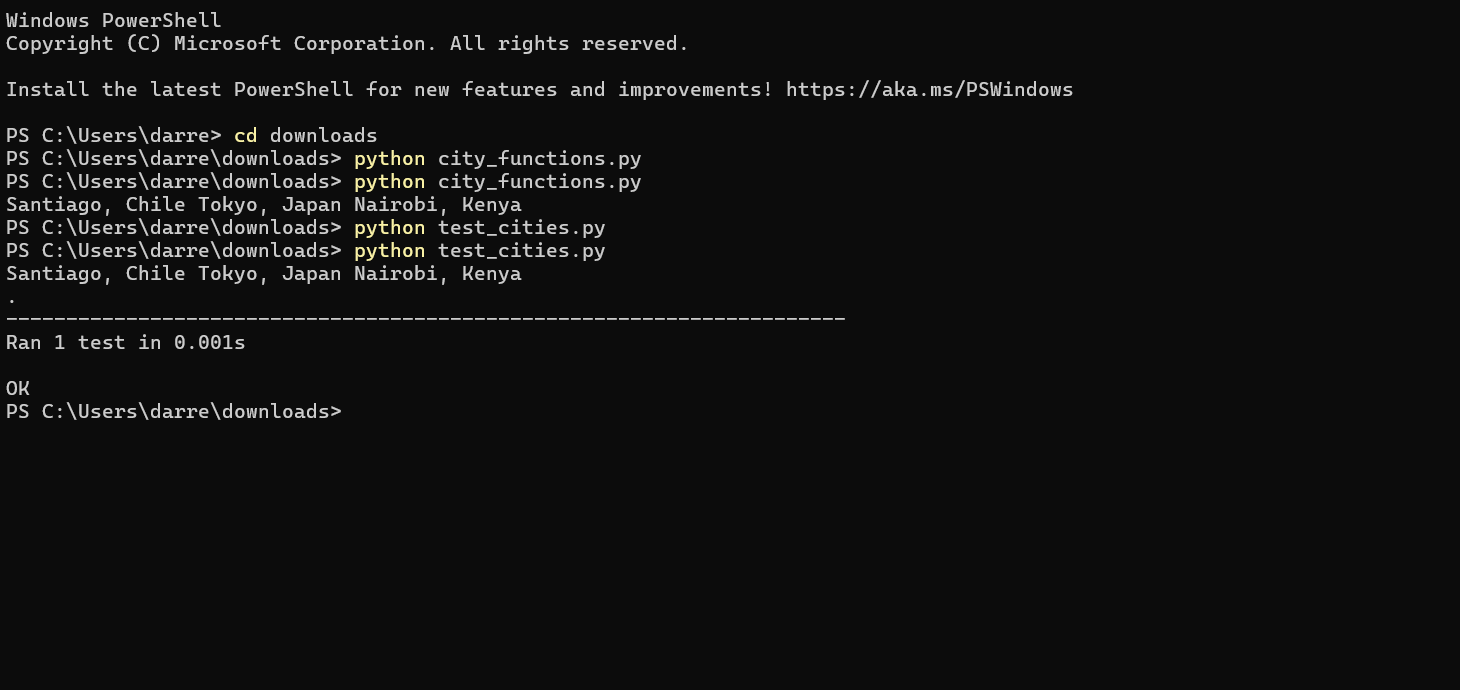 Windows PowerShell
Copyright (C) Microsoft Corporation. All rights reserved.
Install the latest PowerShell for new features and improvements! https://aka.ms/PSWindows
PS C:\Users\darre> cd downloads
PS C:\Users\darre\downloads> python city_functions.py
PS C:\Users\darre\downloads> python city_functions.py
Santiago, Chile Tokyo, Japan Nairobi, Kenya
PS C:\Users\darre\downloads> python test_cities.py
PS C:\Users\darre\downloads> python test_cities.py
Santiago, Chile Tokyo, Japan Nairobi, Kenya
.
----------------------------------------------------------------------
Ran 1 test in 0.001s
OK
PS C:\Users\darre\downloads>